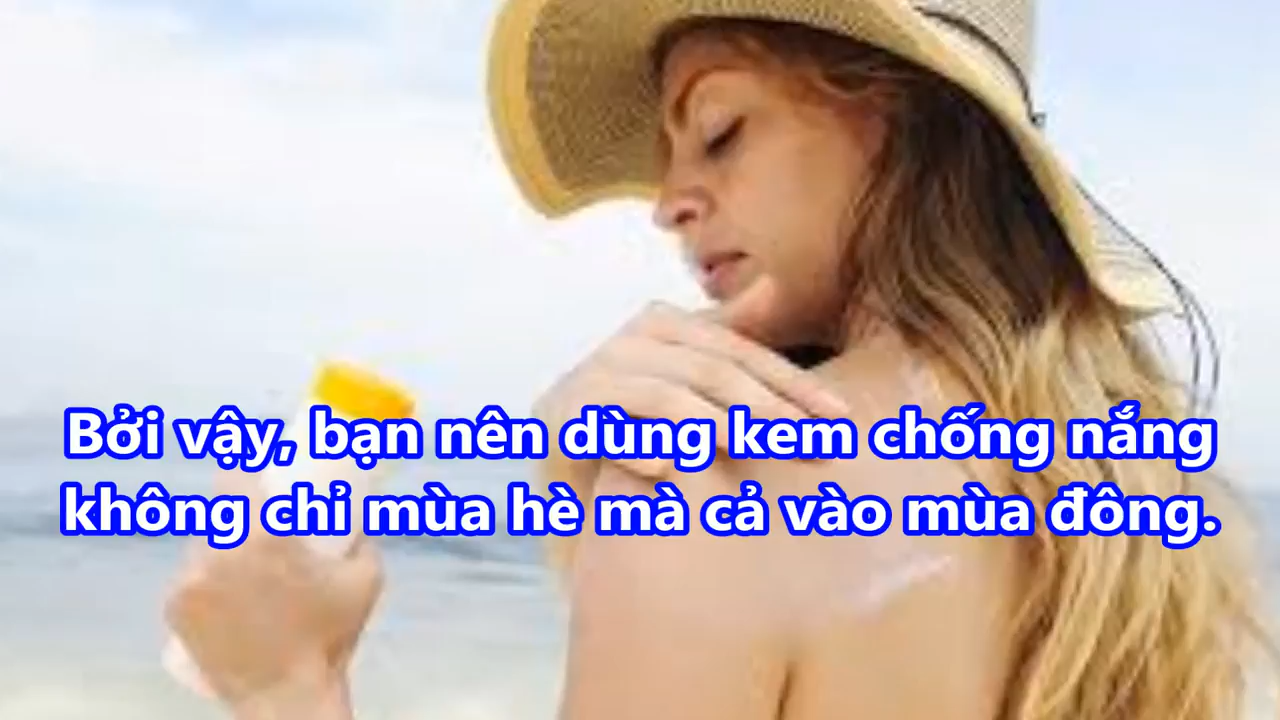 Bởi vậy, bạn nên dùng kem chống nắng
không chỉ mùa hè mà cả vào mùa đông.